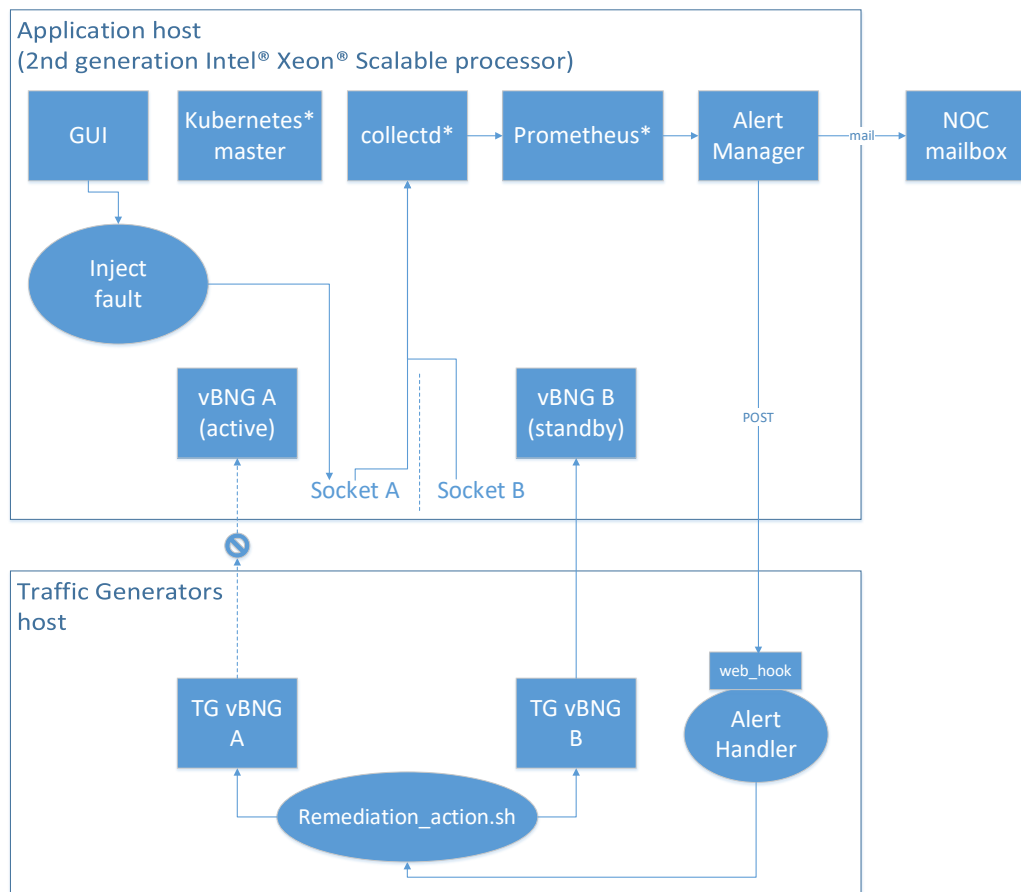 Application host
(2nd generation Intel® Xeon® Scalable processor)
GUI
Kubernetes*
master
collectd*
Prometheus*
Alert
Manager
mail
NOC
mailbox
Inject
fault
vBNG A
(active)
vBNG B
(standby)
POST
Socket A
Socket B
Traffic Generators
host
web_hook
TG vBNG
A
TG vBNG
B
Alert
Handler
Remediation_action.sh